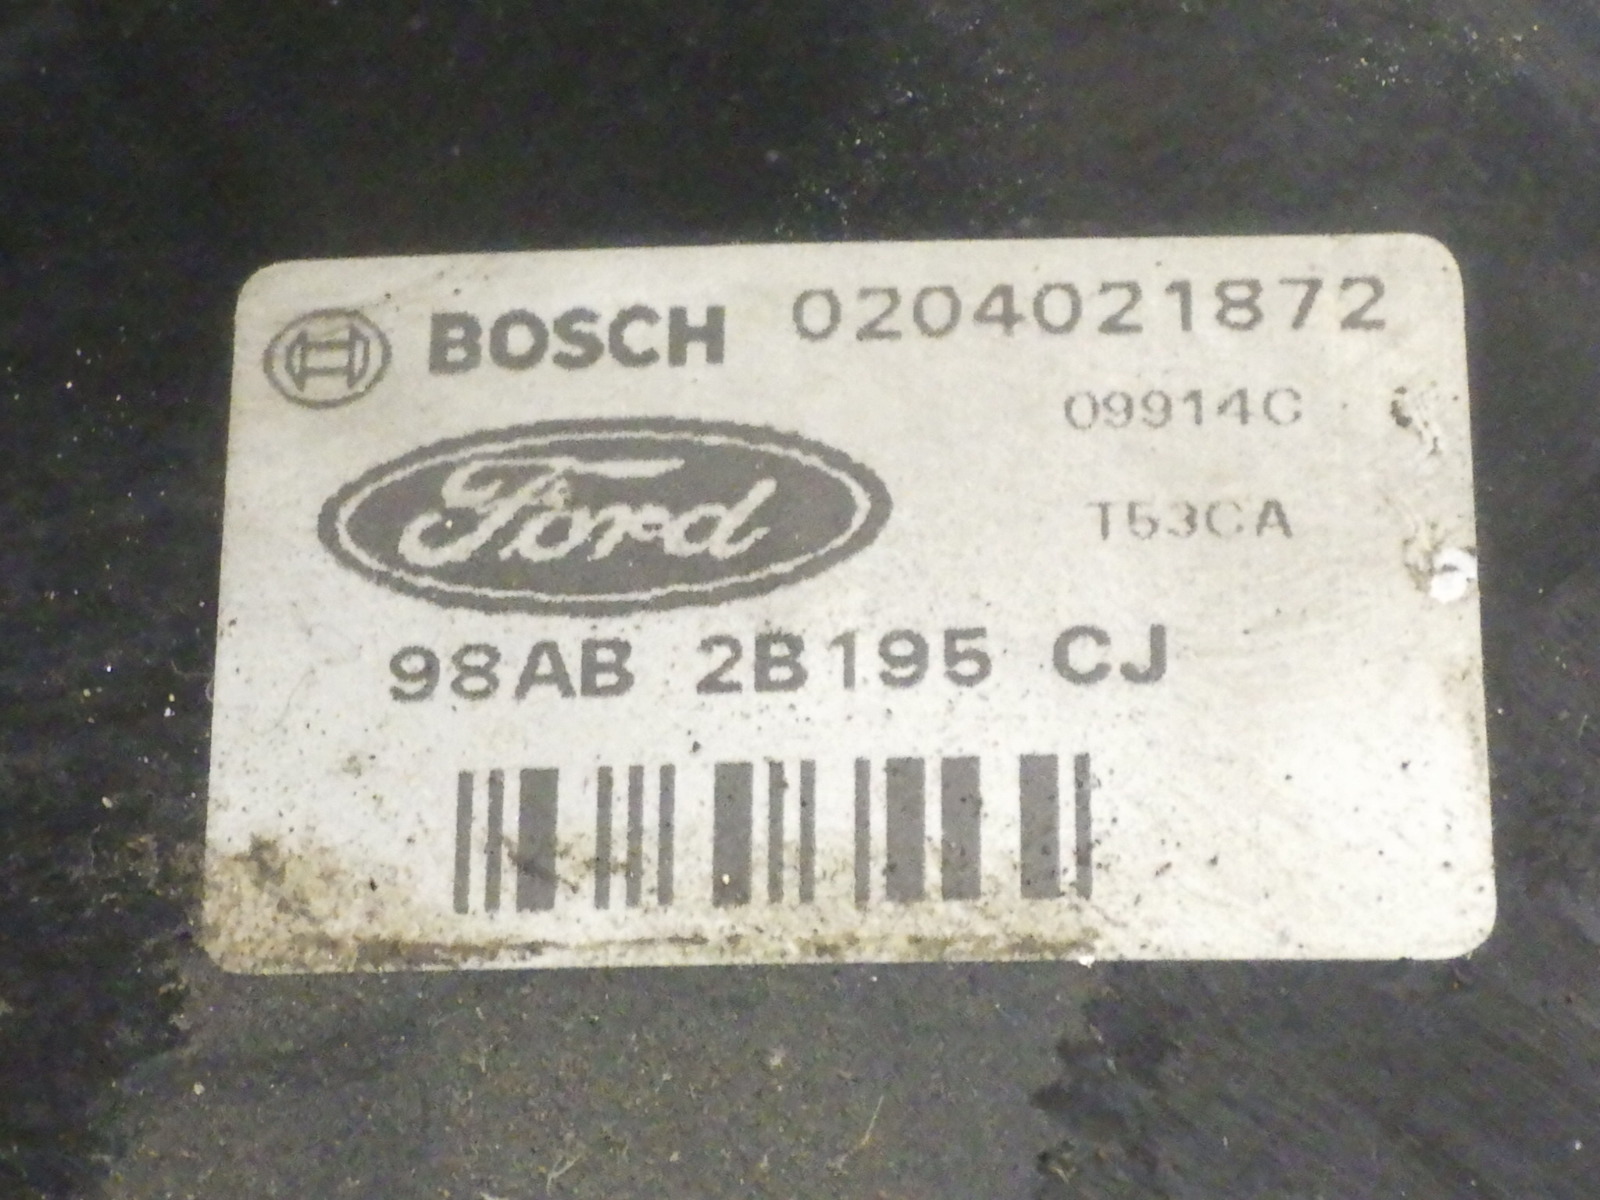 BOSCH 0204021872
09914C
Ford
T53CA
98AB 2B195 CJ